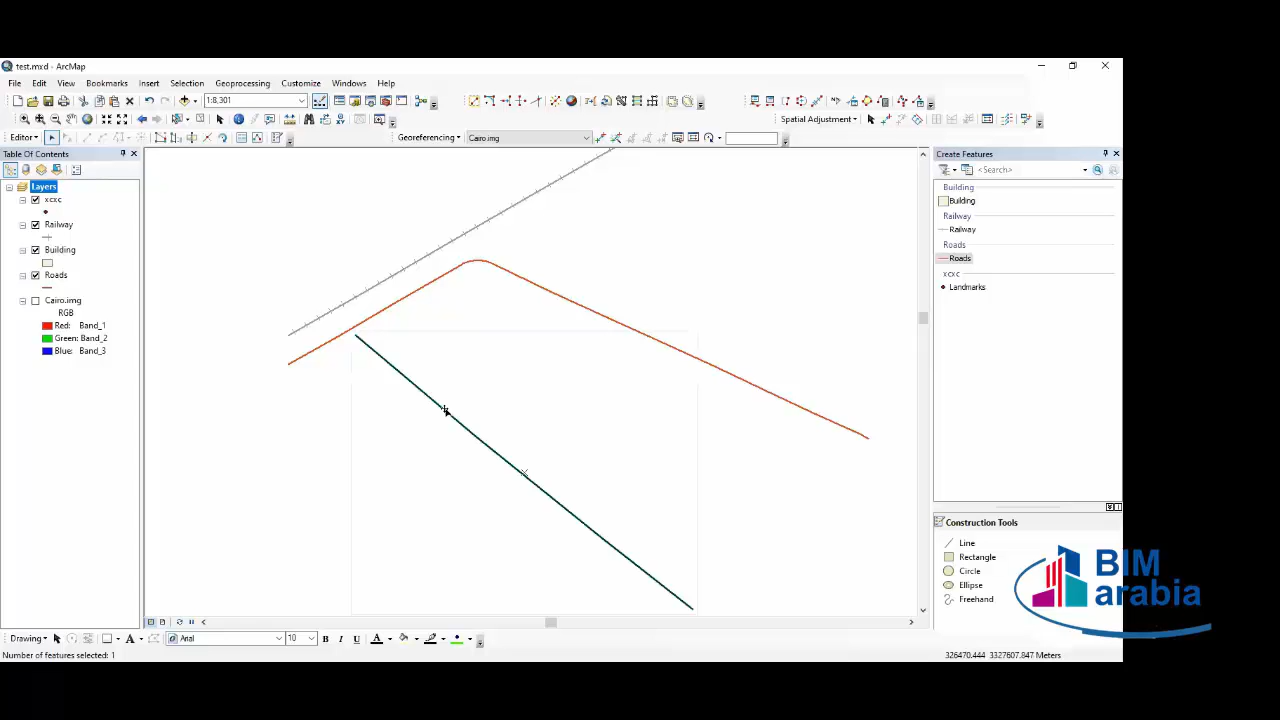 test.mxd - ArcMap
File Edit View Bookmarks Insert Selection Geoprocessing Customize Windows Help
1:8,301
Spatial Adjustment
Editor
Georeferencing
Cairo.img
Table Of Contents
Layers
xcxc
Railway
Building
Roads
Cairo.img
RGB
Red: Band_1
Green: Band_2
Blue: Band_3
Create Features
<Search>
Building
Building
Railway
Railway
Roads
Roads
xcxc
Landmarks
Construction Tools
Line
Rectangle
Circle
Ellipse
Freehand
BIM
arabia
Drawing
Arial
10
B I U A
Number of features selected: 1
326470.444 3327607.847 Meters